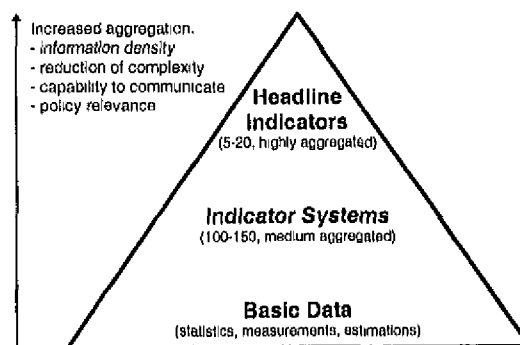 Increased aggregation.
- information density
- reduction of complexity
- capability to communicate
- policy relevance
Headline
Indicators
(5-20, highly aggregated)
Indicator Systems
(100-150, medium aggregated)
Basic Data
(statistics, measurements, estimations)